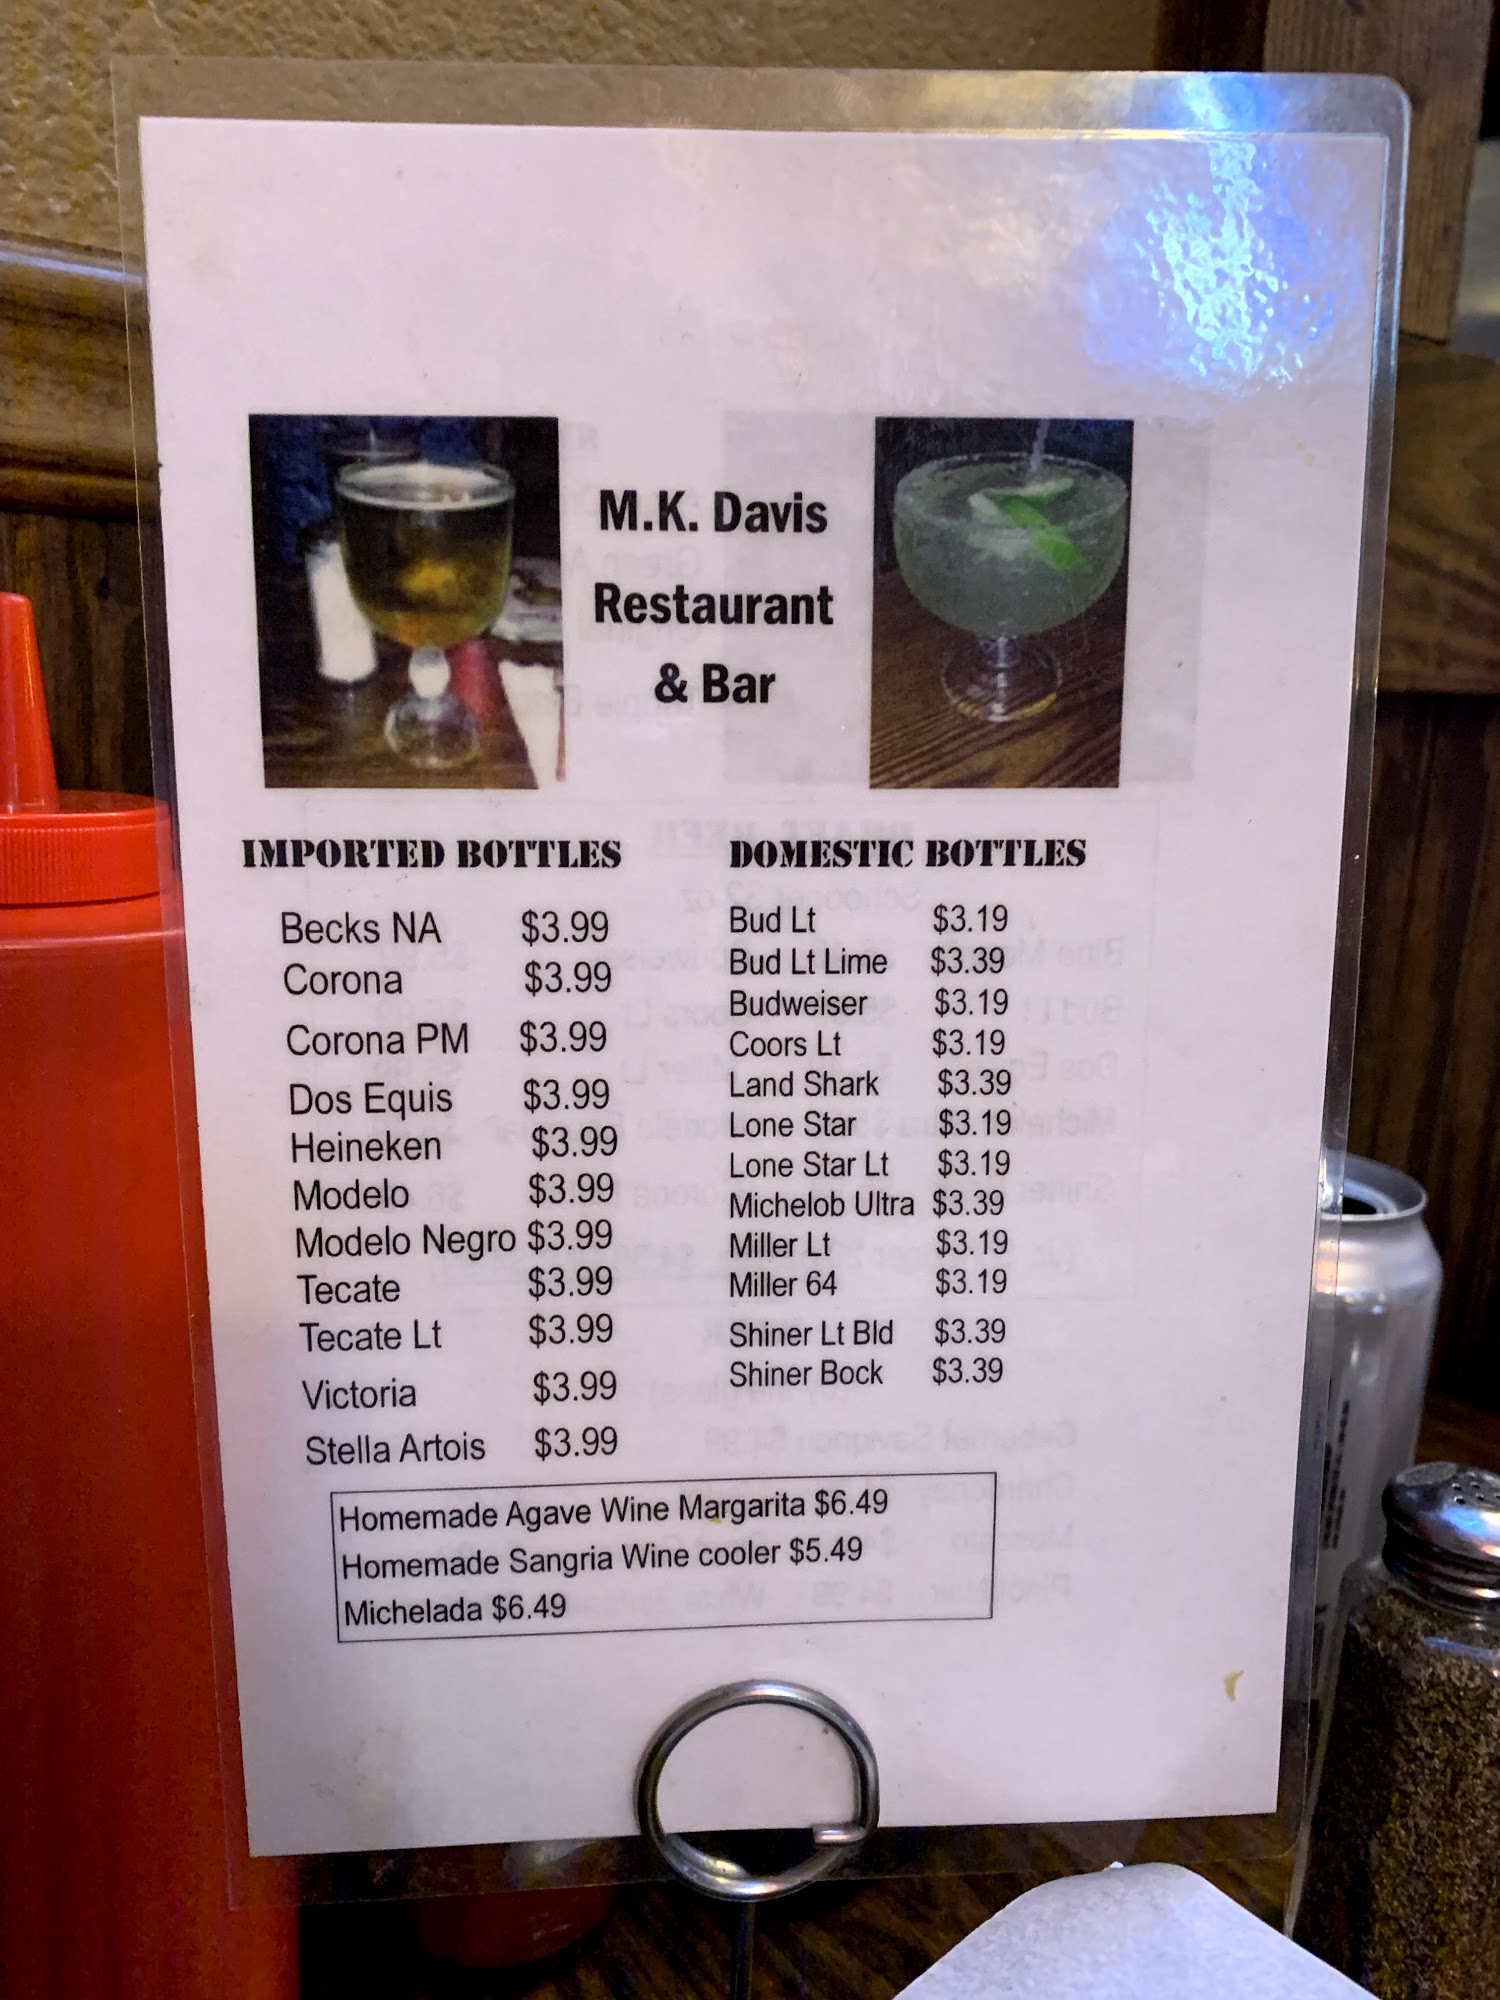 M.K. Davis
Restaurant
& Bar
IMPORTED BOTTLES
Becks NA $3.99
Corona $3.99
Corona PM $3.99
Dos Equis $3.99
Heineken $3.99
Modelo $3.99
Modelo Negro $3.99
Tecate $3.99
Tecate Lt $3.99
Victoria $3.99
Stella Artois $3.99
DOMESTIC BOTTLES
Bud Lt $3.19
Bud Lt Lime $3.39
Budweiser $3.19
Coors Lt $3.19
Land Shark $3.39
Lone Star $3.19
Lone Star Lt $3.19
Michelob Ultra $3.39
Miller Lt $3.19
Miller 64 $3.19
Shiner Lt Bld $3.39
Shiner Bock $3.39
Homemade Agave Wine Margarita $6.49
Homemade Sangria Wine cooler $5.49
Michelada $6.49